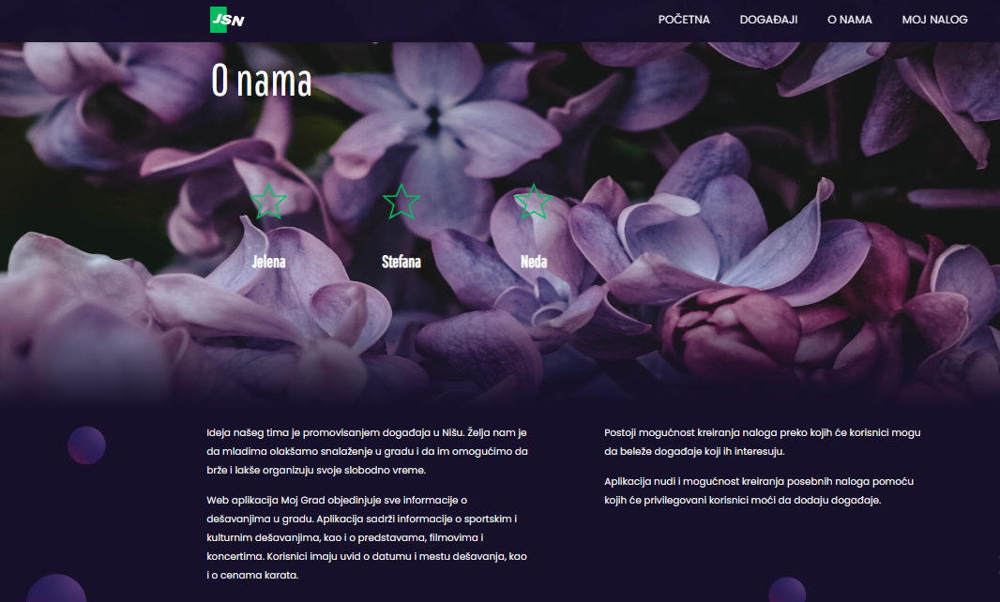 JSN
POČETNA
DOGAĐAJI
O NAMA
MOJ NALOG
O nama
Jelena
Stefana
Neda
Ideja našeg tima je promovisanjem događaja u Nišu. Želja nam je
da mladima olakšamo snalaženje u gradu i da im omogućimo da
brže i lakše organizuju svoje slobodno vreme.
Web aplikacija Moj Grad objedinjuje sve informacije o
dešavanjima u gradu. Aplikacija sadrži informacije o sportskim i
kulturnim dešavanjima, kao i o predstavama, filmovima i
koncertima. Korisnici imaju uvid o datumu i mestu dešavanja, kao
i o cenama karata.
Postoji mogućnost kreiranja naloga preko kojih će korisnici mogu
da beleže događaje koji ih interesuju.
Aplikacija nudi i mogućnost kreiranja posebnih naloga pomoću
kojih će privilegovani korisnici moći da dodaju događaje.